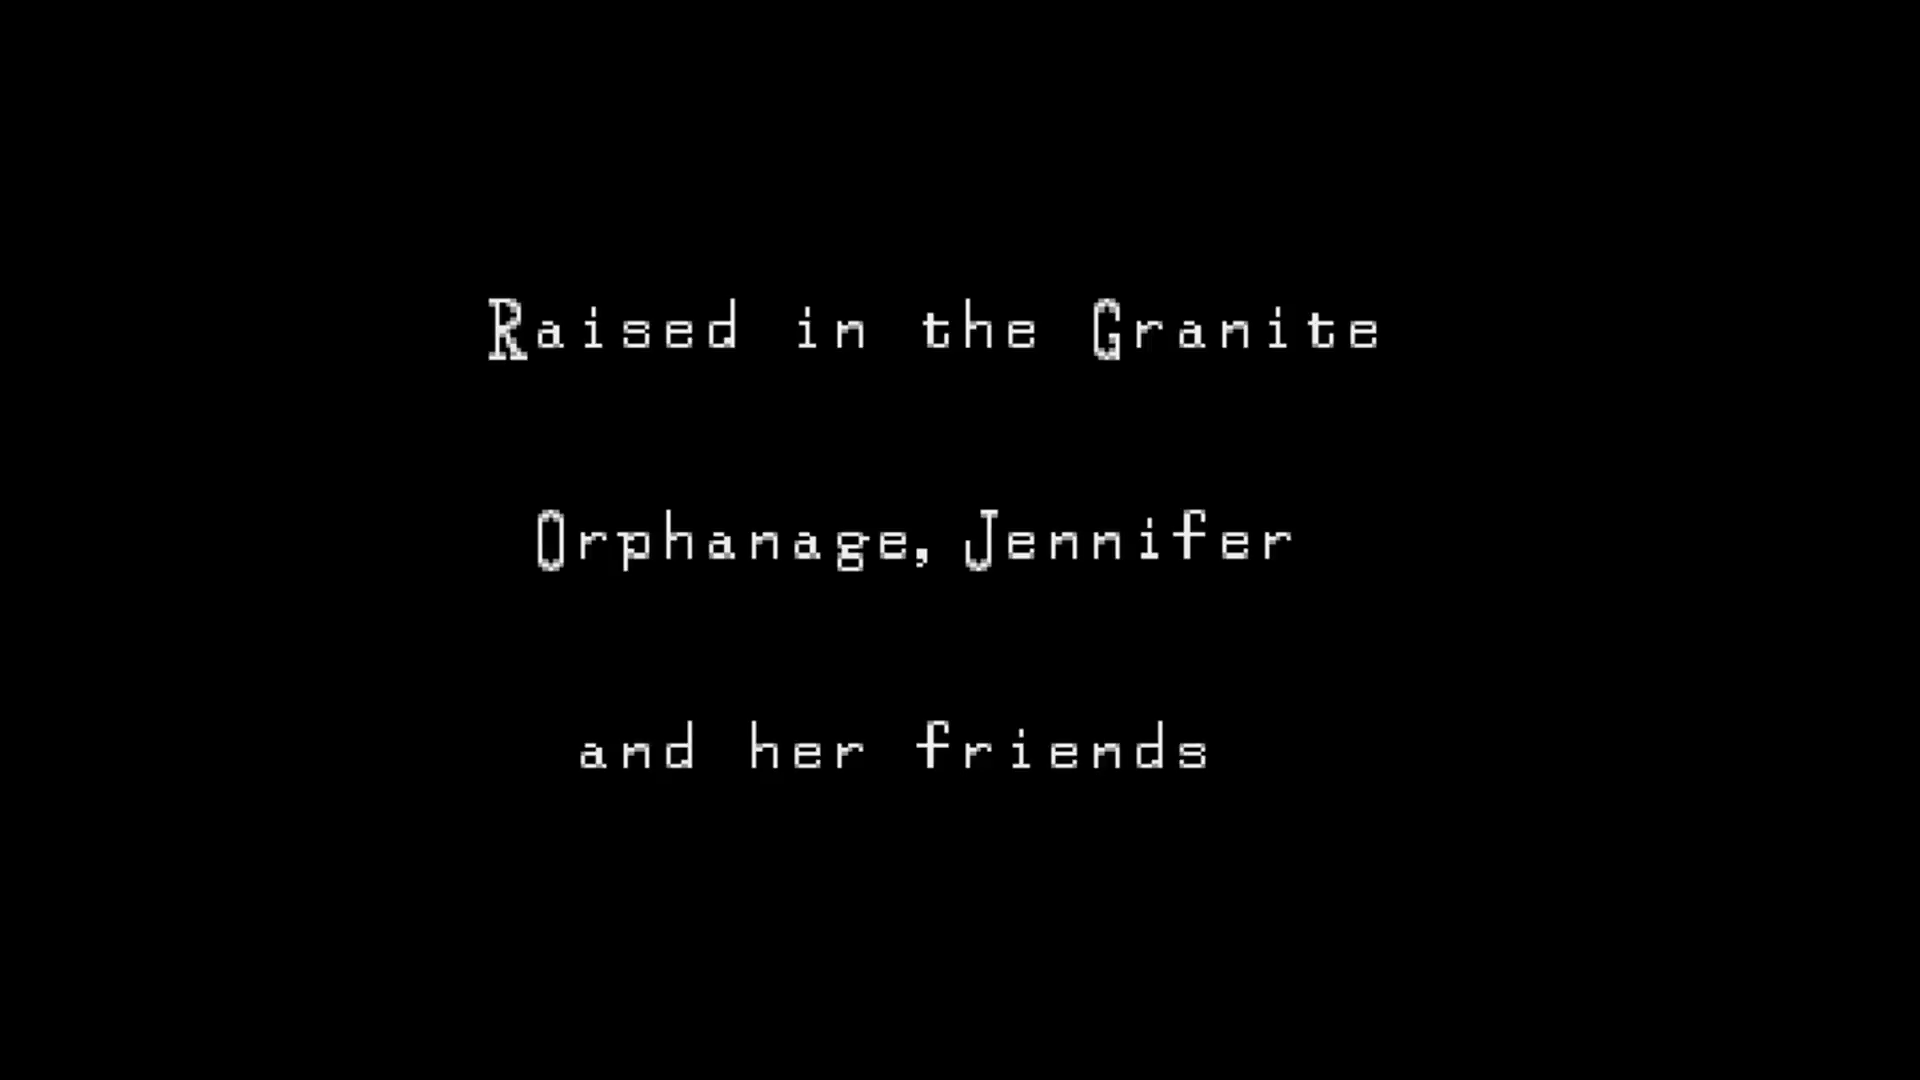 Raised in the Granite
Orphanage, Jennifer
and her friends